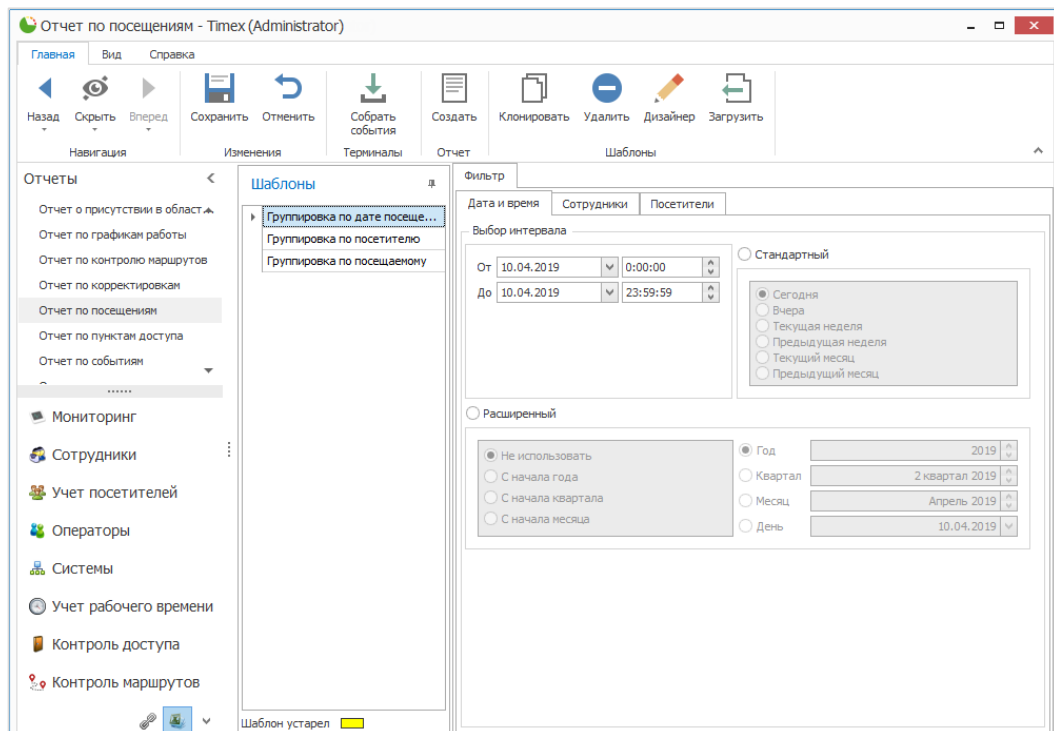 Отчет по посещениям - Timex (Administrator)
Главная Вид Справка
Назад Скрыть Вперед Сохранить Отменить Собрать события Создать Клонировать Удалить Дизайнер Загрузить
Навигация Изменения Терминалы Отчет Шаблоны
Отчеты
Отчет о присутствии в област
Отчет по графикам работы
Отчет по контролю маршрутов
Отчет по корректировкам
Отчет по посещениям
Отчет по пунктам доступа
Отчет по событиям
Мониторинг
Сотрудники
Учет посетителей
Операторы
Системы
Учет рабочего времени
Контроль доступа
Контроль маршрутов
Шаблоны
Группировка по дате посеще...
Группировка по посетителю
Группировка по посещаемому
Шаблон устарел
Фильтр
Дата и время Сотрудники Посетители
Выбор интервала
От 10.04.2019 0:00:00
До 10.04.2019 23:59:59
Стандартный
Сегодня
Вчера
Текущая неделя
Предыдущая неделя
Текущий месяц
Предыдущий месяц
Расширенный
Не использовать
С начала года
С начала квартала
С начала месяца
Год 2019
Квартал 2 квартал 2019
Месяц Апрель 2019
День 10.04.2019